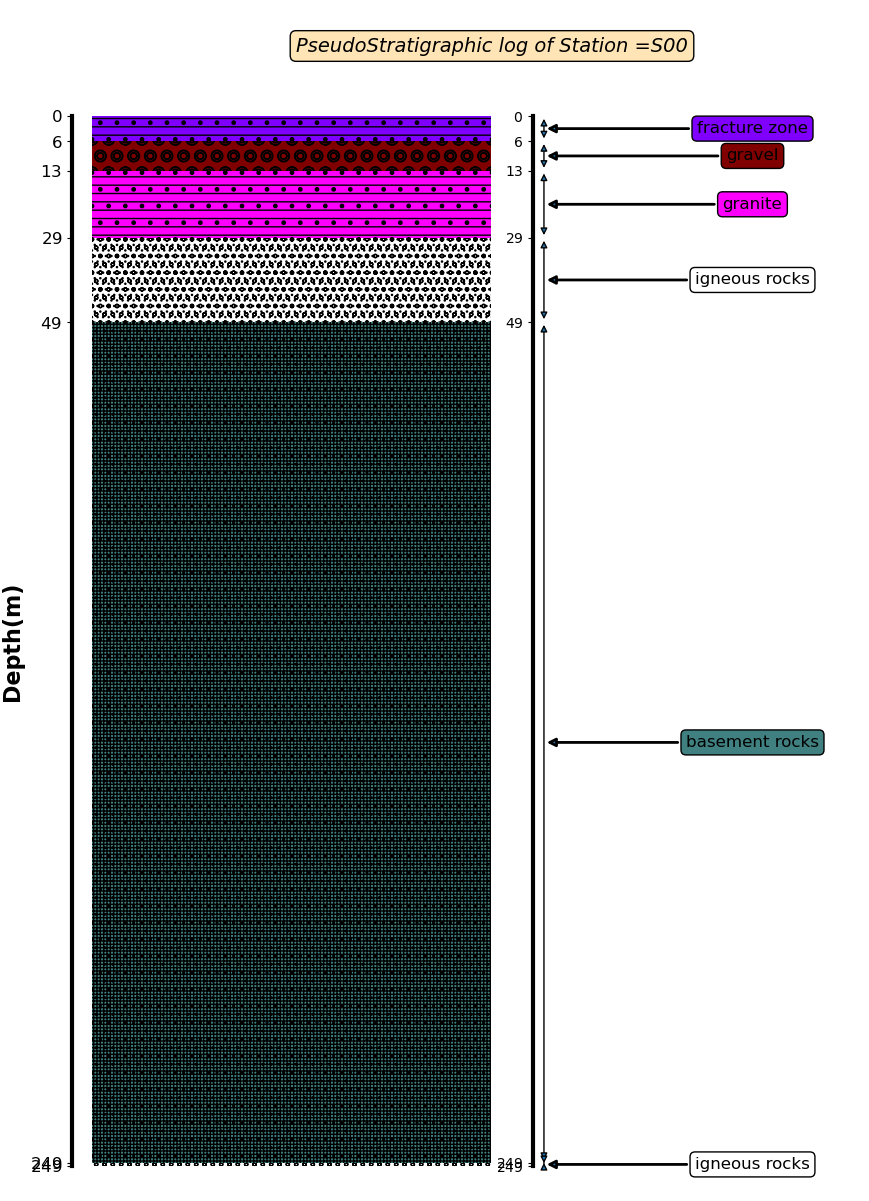 PseudoStratigraphic log of Station =S00
0
6
13
29
49
249
249
Depth(m)
0
6
13
29
49
249
249
fracture zone
gravel
granite
igneous rocks
basement rocks
igneous rocks